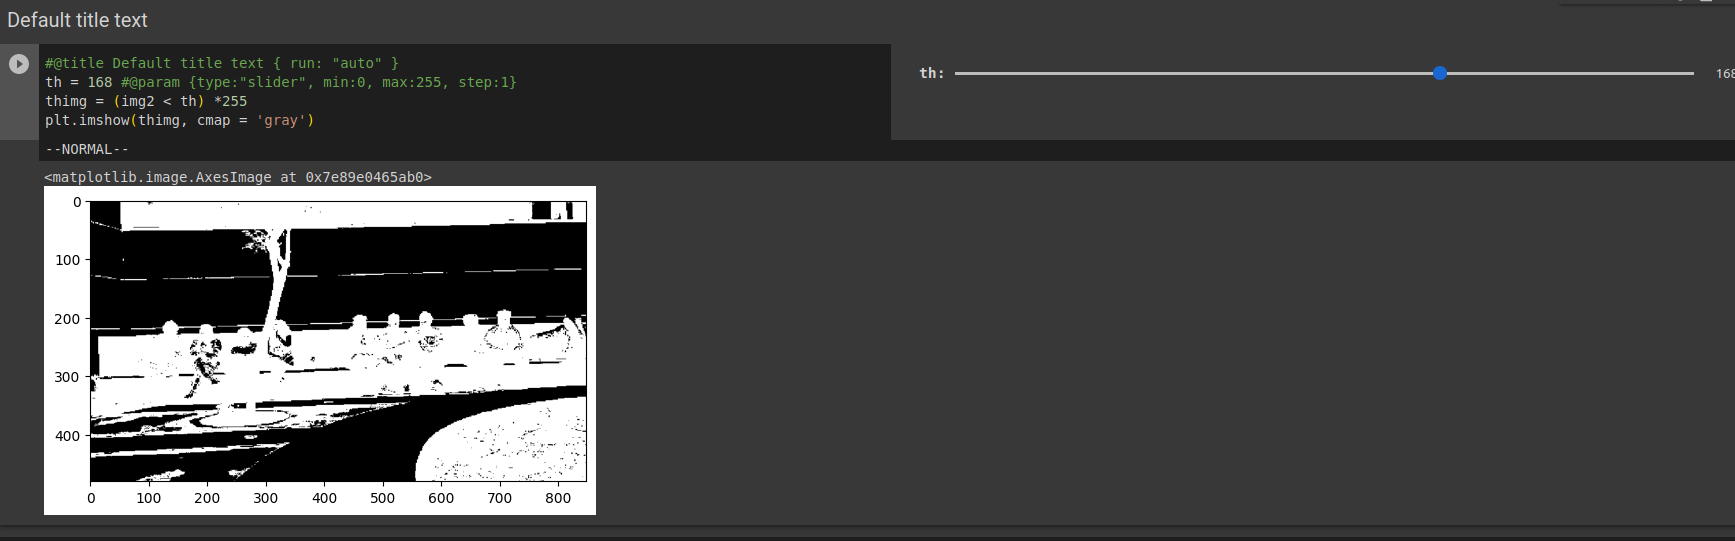 Default title text
#@title Default title text { run: "auto" }
th = 168 #@param {type:"slider", min:0, max:255, step:1}
thimg = (img2 < th) *255
plt.imshow(thimg, cmap = 'gray')
--NORMAL--
th:
168
<matplotlib.image.AxesImage at 0x7e89e0465ab0>
0
100
200
300
400
0 100 200 300 400 500 600 700 800